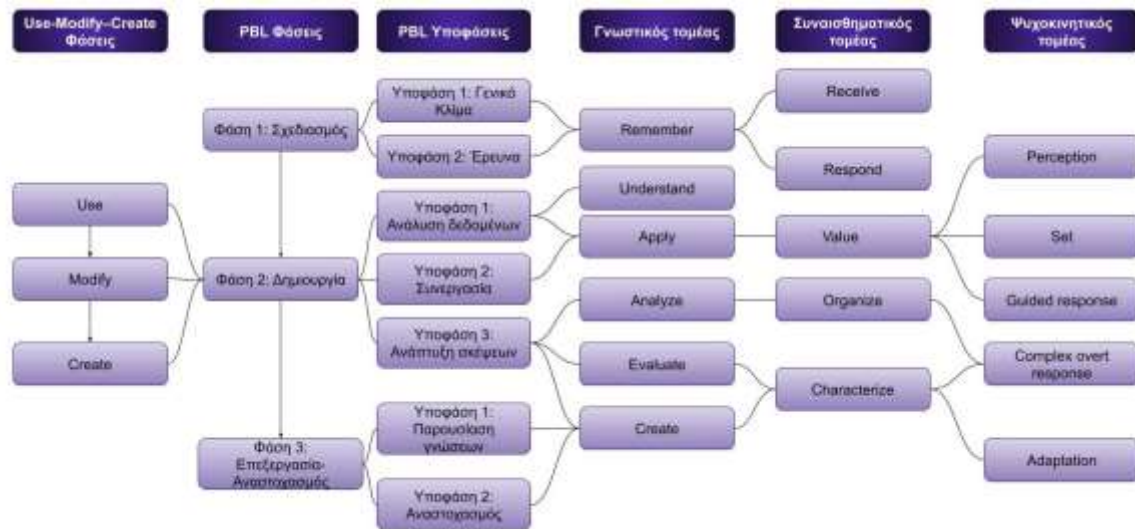 Use-Modify--Create
Φάσεις
PBL Φάσεις
PBL Υποφάσεις
Γνωστικός τομέας
Συναισθηματικός
τομέας
Ψυχοκινητικός
τομέας
Use
Modify
Create
Φάση 1: Σχεδιασμός
Φάση 2: Δημιουργία
Φάση 3:
Επεξεργασία-
Αναστοχασμός
Υποφάση 1: Γενικό
Κλίμα
Υποφάση 2: Έρευνα
Υποφάση 1:
Ανάλυση δεδομένων
Υποφάση 2:
Συνεργασία
Υποφάση 3:
Ανάπτυξη σκέψεων
Υποφάση 1:
Παρουσίαση
γνώσεων
Υποφάση 2:
Αναστοχασμός
Remember
Understand
Apply
Analyze
Evaluate
Create
Receive
Respond
Value
Organize
Characterize
Perception
Set
Guided response
Complex overt
response
Adaptation